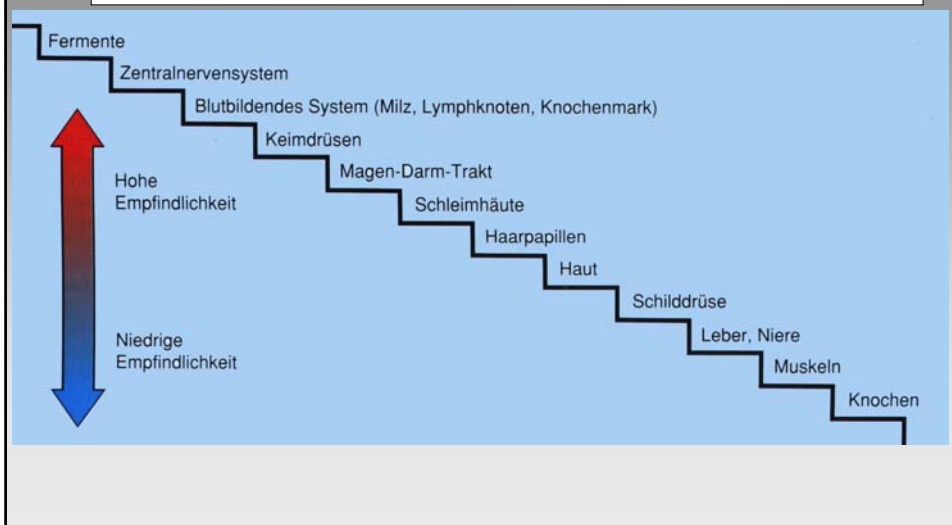 Fermente
Zentralnervensystem
Blutbildendes System (Milz, Lymphknoten, Knochenmark)
Keimdrüsen
Magen-Darm-Trakt
Schleimhäute
Haarpapillen
Haut
Schilddrüse
Leber, Niere
Muskeln
Knochen
Hohe
Empfindlichkeit
Niedrige
Empfindlichkeit